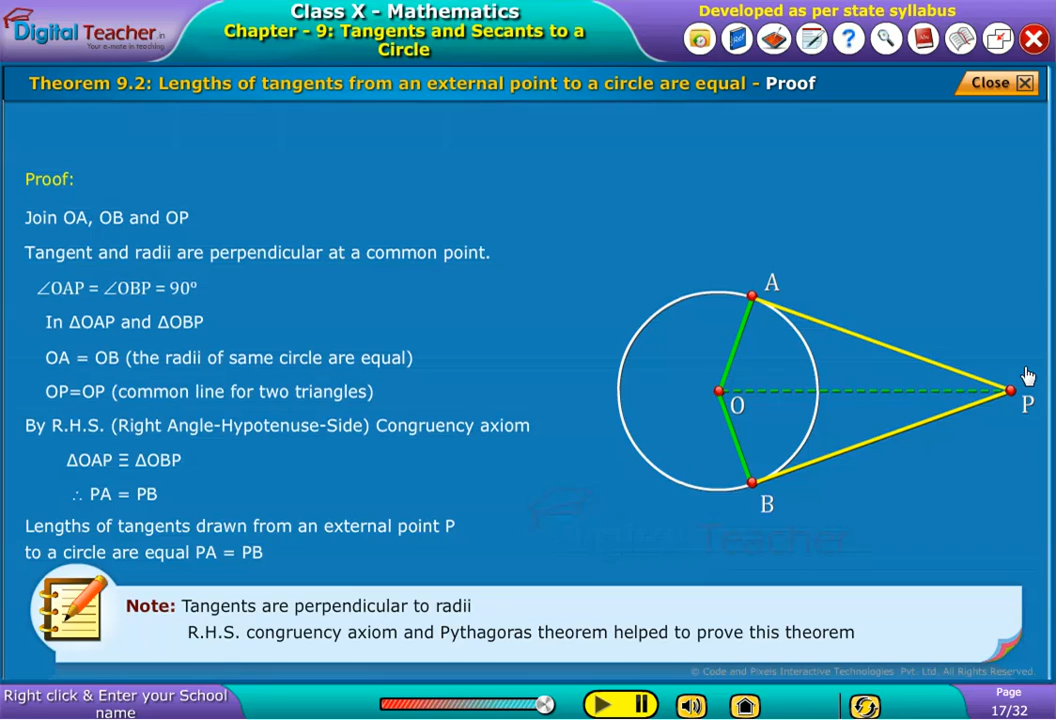 Digital Teacher.in
Your e-mate in teaching
Class X - Mathematics
Chapter - 9: Tangents and Secants to a
Circle
Developed as per state syllabus
Theorem 9.2: Lengths of tangents from an external point to a circle are equal - Proof
Close
Proof:
Join OA, OB and OP
Tangent and radii are perpendicular at a common point.
∠OAP = ∠OBP = 90º
In ΔOAP and ΔOBP
OA = OB (the radii of same circle are equal)
OP=OP (common line for two triangles)
By R.H.S. (Right Angle-Hypotenuse-Side) Congruency axiom
ΔOAP Ξ ΔOBP
∴ PA = PB
Lengths of tangents drawn from an external point P
to a circle are equal PA = PB
A
O
P
B
Digital Teacher
Note: Tangents are perpendicular to radii
R.H.S. congruency axiom and Pythagoras theorem helped to prove this theorem
© Code and Pixels Interactive Technologies Pvt. Ltd. All Rights Reserved.
Right click & Enter your School
name
Page
17/32